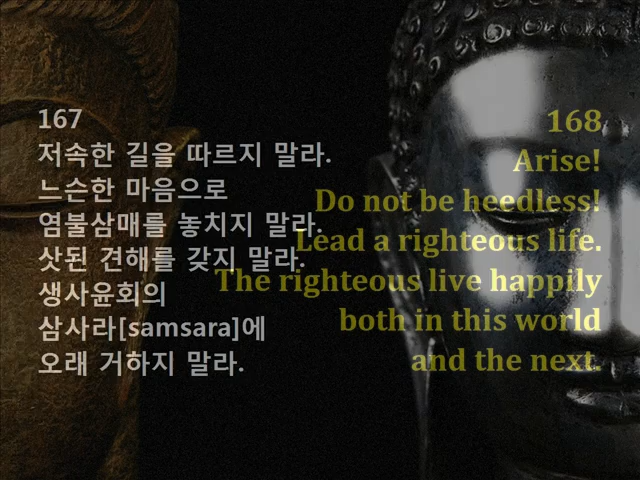 167
저속한 길을 따르지 말라.
느슨한 마음으로
염불삼매를 놓치지 말라.
삿된 견해를 갖지 말라.
생사윤회의
삼사라[samsara]에
오래 거하지 말라.
168
Arise!
Do not be heedless!
Lead a righteous life.
The righteous live happily
both in this world
and the next.